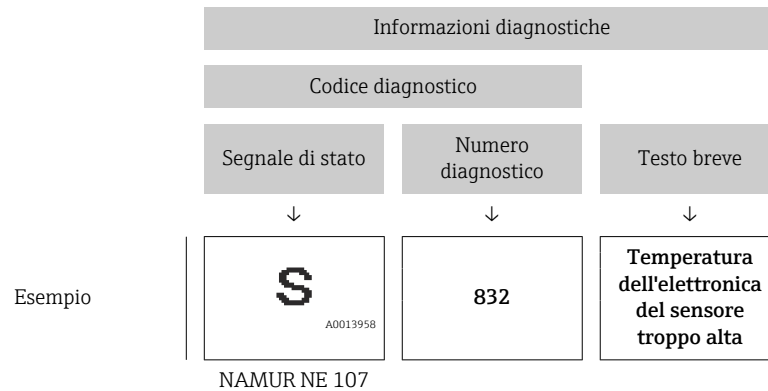 Informazioni diagnostiche
Codice diagnostico
Segnale di stato
Numero
diagnostico
Testo breve
↓ ↓ ↓
Esempio
S
A0013958
832
Temperatura
dell'elettronica
del sensore
troppo alta
NAMUR NE 107